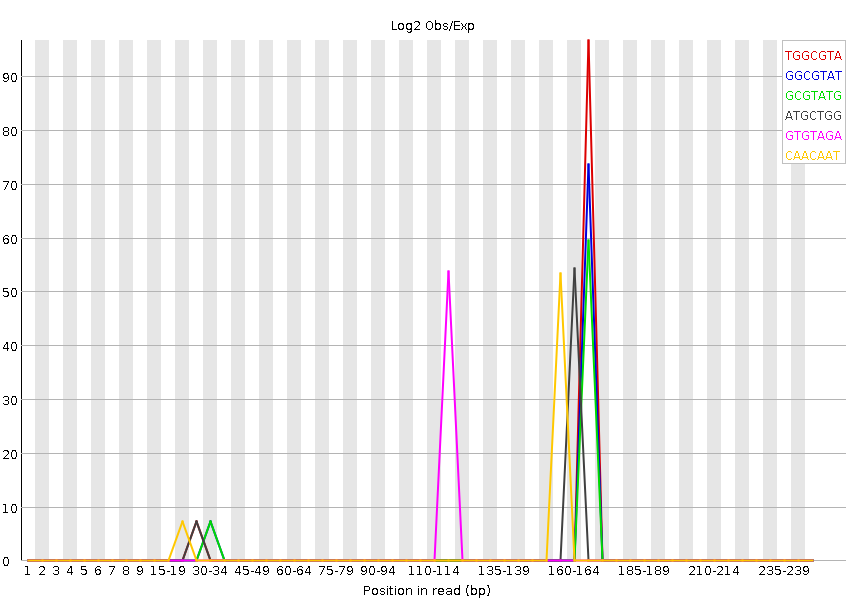 Log2 Obs/Exp
TGGCGTA
GGCGTAT
GCGTATG
ATGCTGG
GTGTAGA
CAACAAT
90
80
70
60
50
40
30
20
10
0
1 2 3 4 5 6 7 8 9 15-19 30-34 45-49 60-64 75-79 90-94 110-114 135-139 160-164 185-189 210-214 235-239
Position in read (bp)